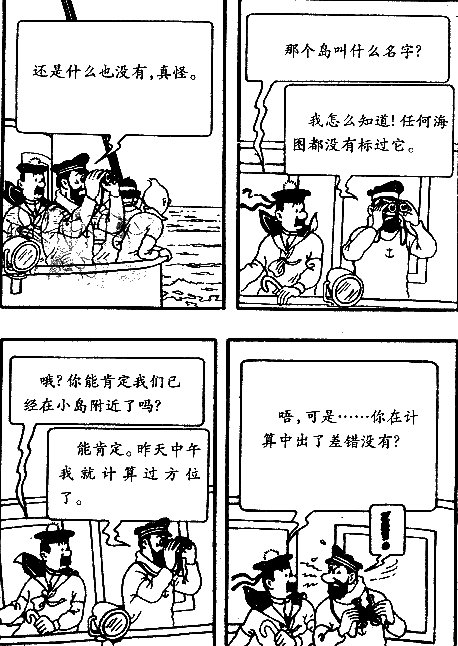 还是什么也没有，真怪。
那个岛叫什么名字？
我怎么知道！任何海
图都没有标过它。
哦？你能肯定我们已
经在小岛附近了吗？
能肯定。昨天中午
我就计算过方位
了。
唔，可是……你在计
算中出了差错没有？